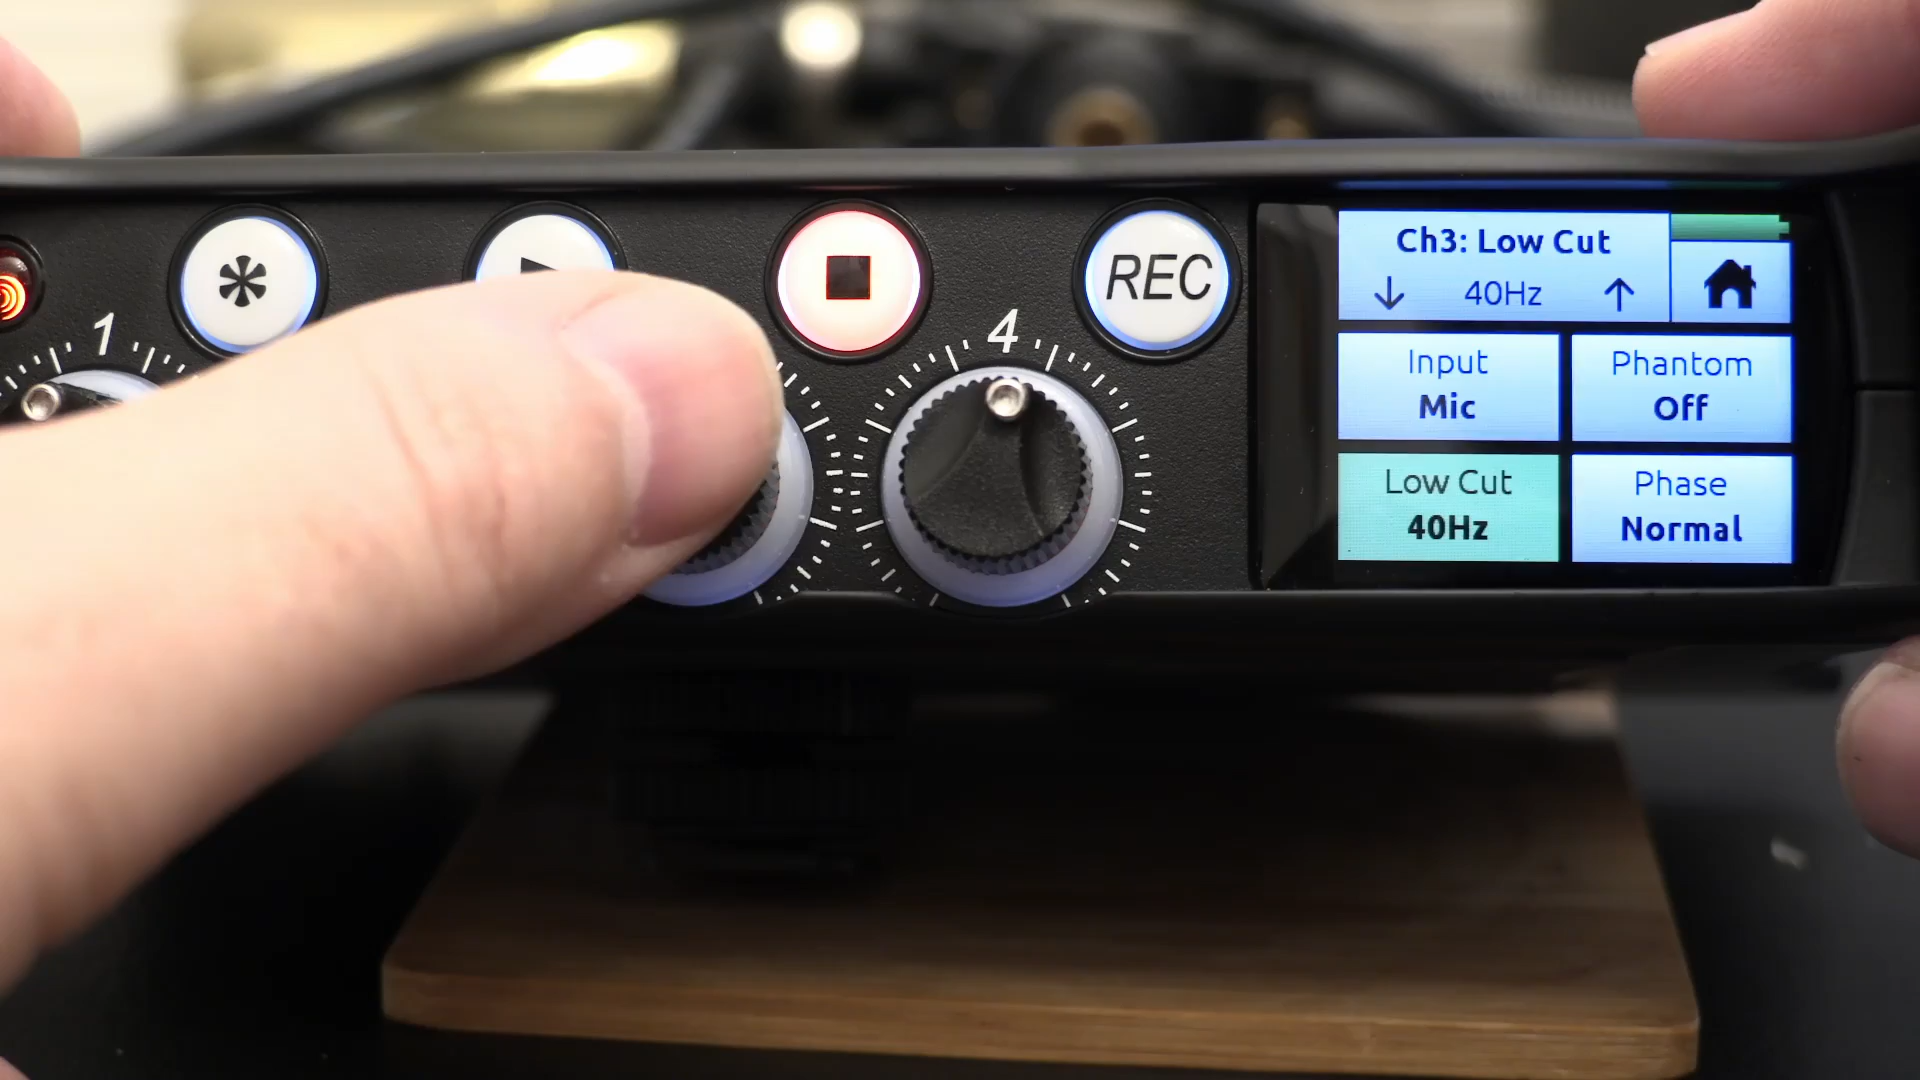 1
4
REC
Ch3: Low Cut
↓ 40Hz ↑
Input
Mic
Phantom
Off
Low Cut
40Hz
Phase
Normal